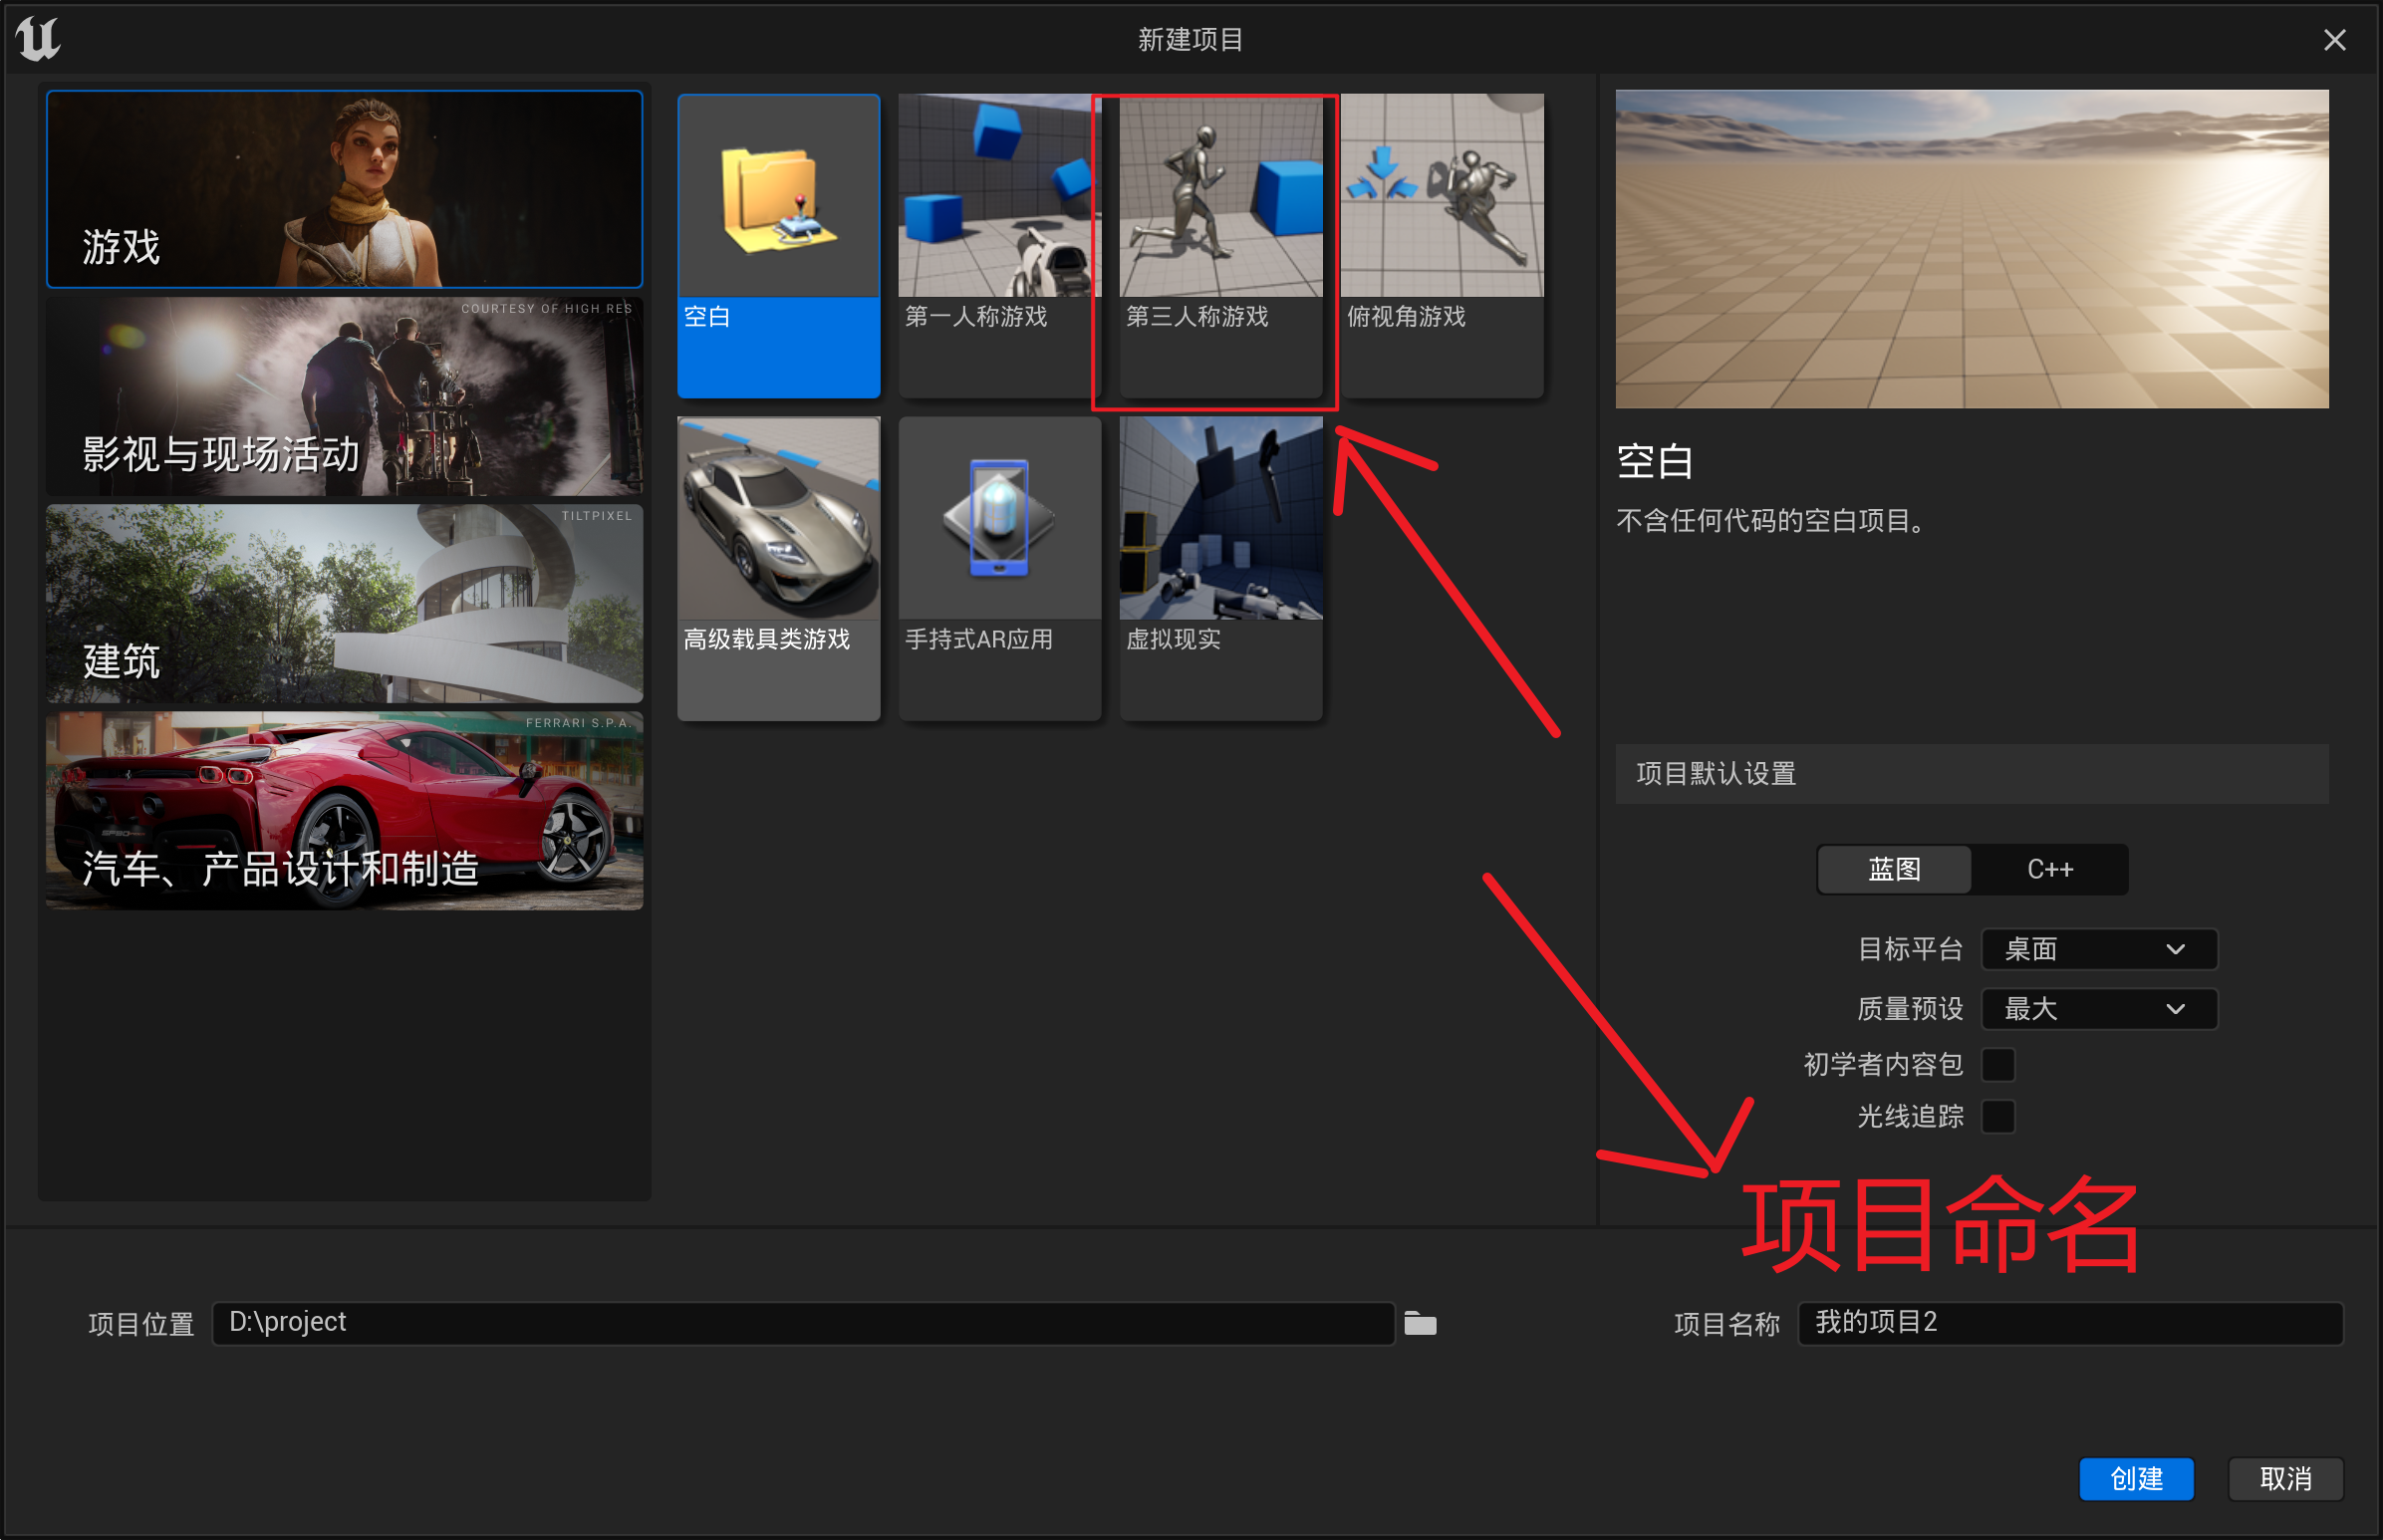 新建项目
游戏
COURTESY OF HIGH RES
影视与现场活动
TILTPIXEL
建筑
FERRARI S.P.A.
汽车、产品设计和制造
空白
第一人称游戏
第三人称游戏
俯视角游戏
高级载具类游戏
手持式AR应用
虚拟现实
空白
不含任何代码的空白项目。
项目默认设置
蓝图 C++
目标平台 桌面
质量预设 最大
初学者内容包
光线追踪
项目命名
项目位置 D:\project
项目名称 我的项目2
创建 取消